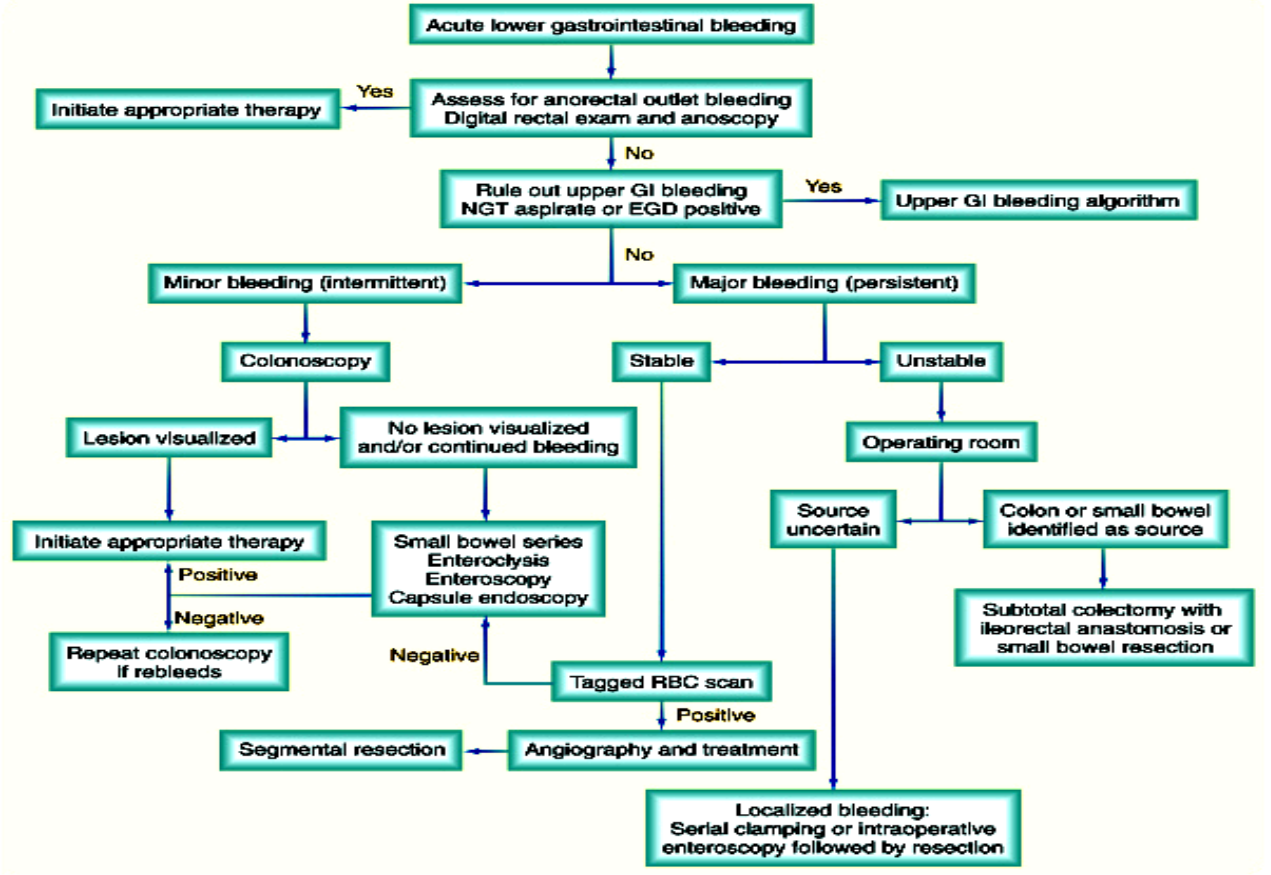 Acute lower gastrointestinal bleeding
Yes
Initiate appropriate therapy
Assess for anorectal outlet bleeding
Digital rectal exam and anoscopy
No
Rule out upper GI bleeding
NGT aspirate or EGD positive
Yes
Upper GI bleeding algorithm
No
Minor bleeding (intermittent)
Major bleeding (persistent)
Colonoscopy
Stable
Unstable
Lesion visualized
No lesion visualized
and/or continued bleeding
Operating room
Source
uncertain
Colon or small bowel
identified as source
Initiate appropriate therapy
Small bowel series
Enteroclysis
Enteroscopy
Capsule endoscopy
Positive
Negative
Subtotal colectomy with
ileorectal anastomosis or
small bowel resection
Repeat colonoscopy
if rebleeds
Negative
Tagged RBC scan
Positive
Segmental resection
Angiography and treatment
Localized bleeding:
Serial clamping or intraoperative
enteroscopy followed by resection